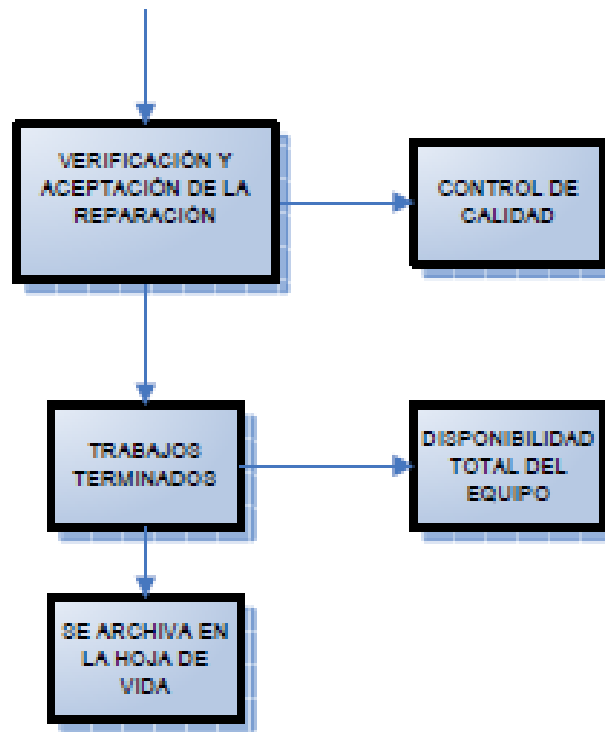 VERIFICACIÓN Y
ACEPTACIÓN DE LA
REPARACIÓN
CONTROL DE
CALIDAD
TRABAJOS
TERMINADOS
DISPONIBILIDAD
TOTAL DEL
EQUIPO
SE ARCHIVA EN
LA HOJA DE
VIDA